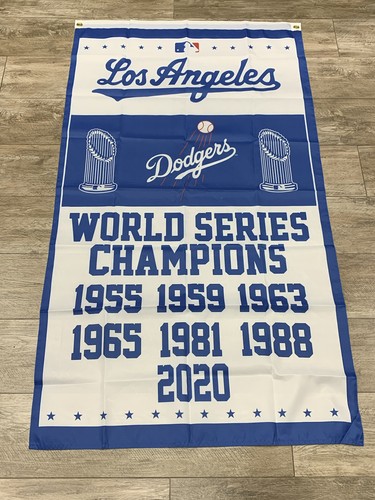 Los Angeles
Dodgers
WORLD SERIES
CHAMPIONS
1955 1959 1963
1965 1981 1988
2020